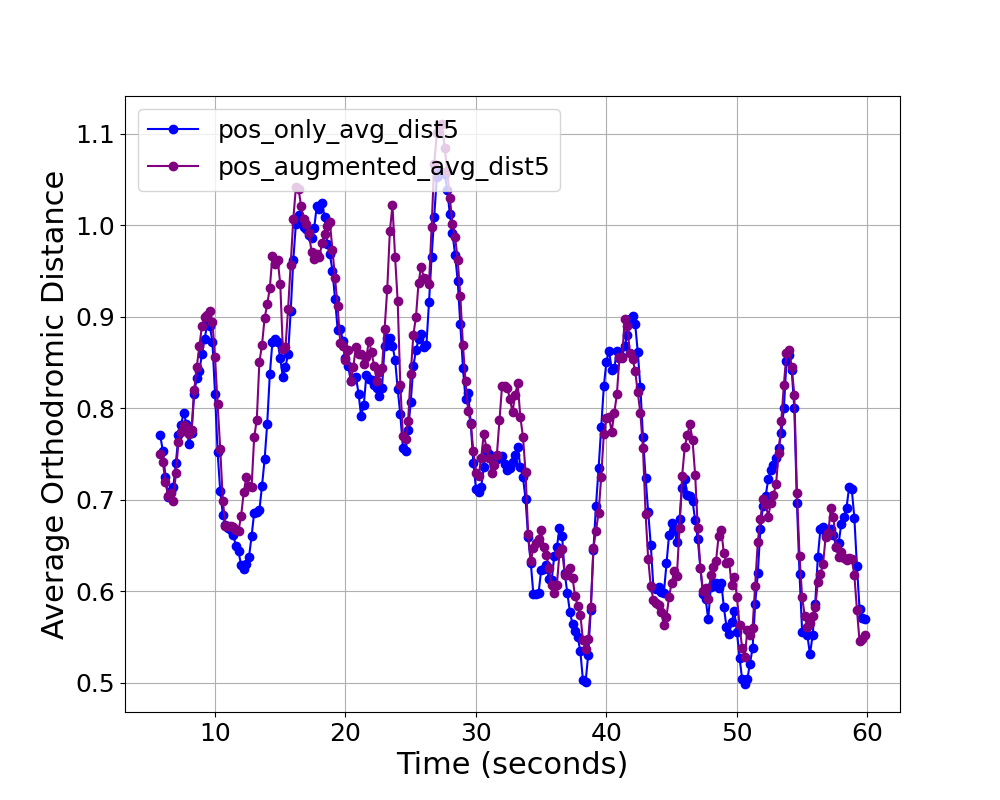 pos_only_avg_dist5
pos_augmented_avg_dist5
Average Orthodromic Distance
1.1
1.0
0.9
0.8
0.7
0.6
0.5
10 20 30 40 50 60
Time (seconds)